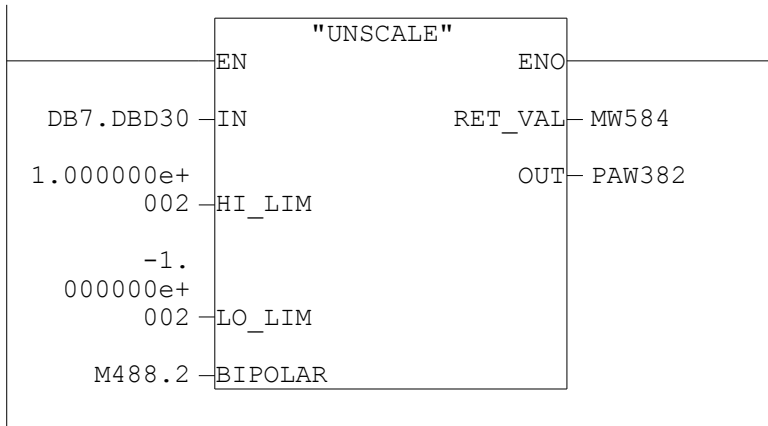 "UNSCALE"
EN ENO
DB7.DBD30 IN RET_VAL MW584
1.000000e+ OUT PAW382
002 HI_LIM
-1.
000000e+
002 LO_LIM
M488.2 BIPOLAR